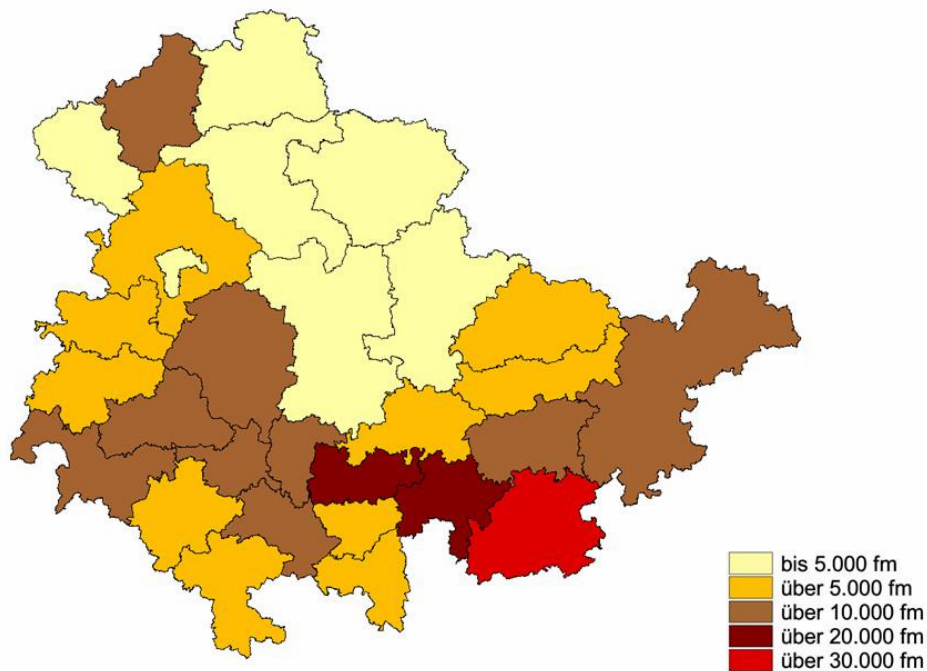 bis 5.000 fm
über 5.000 fm
über 10.000 fm
über 20.000 fm
über 30.000 fm